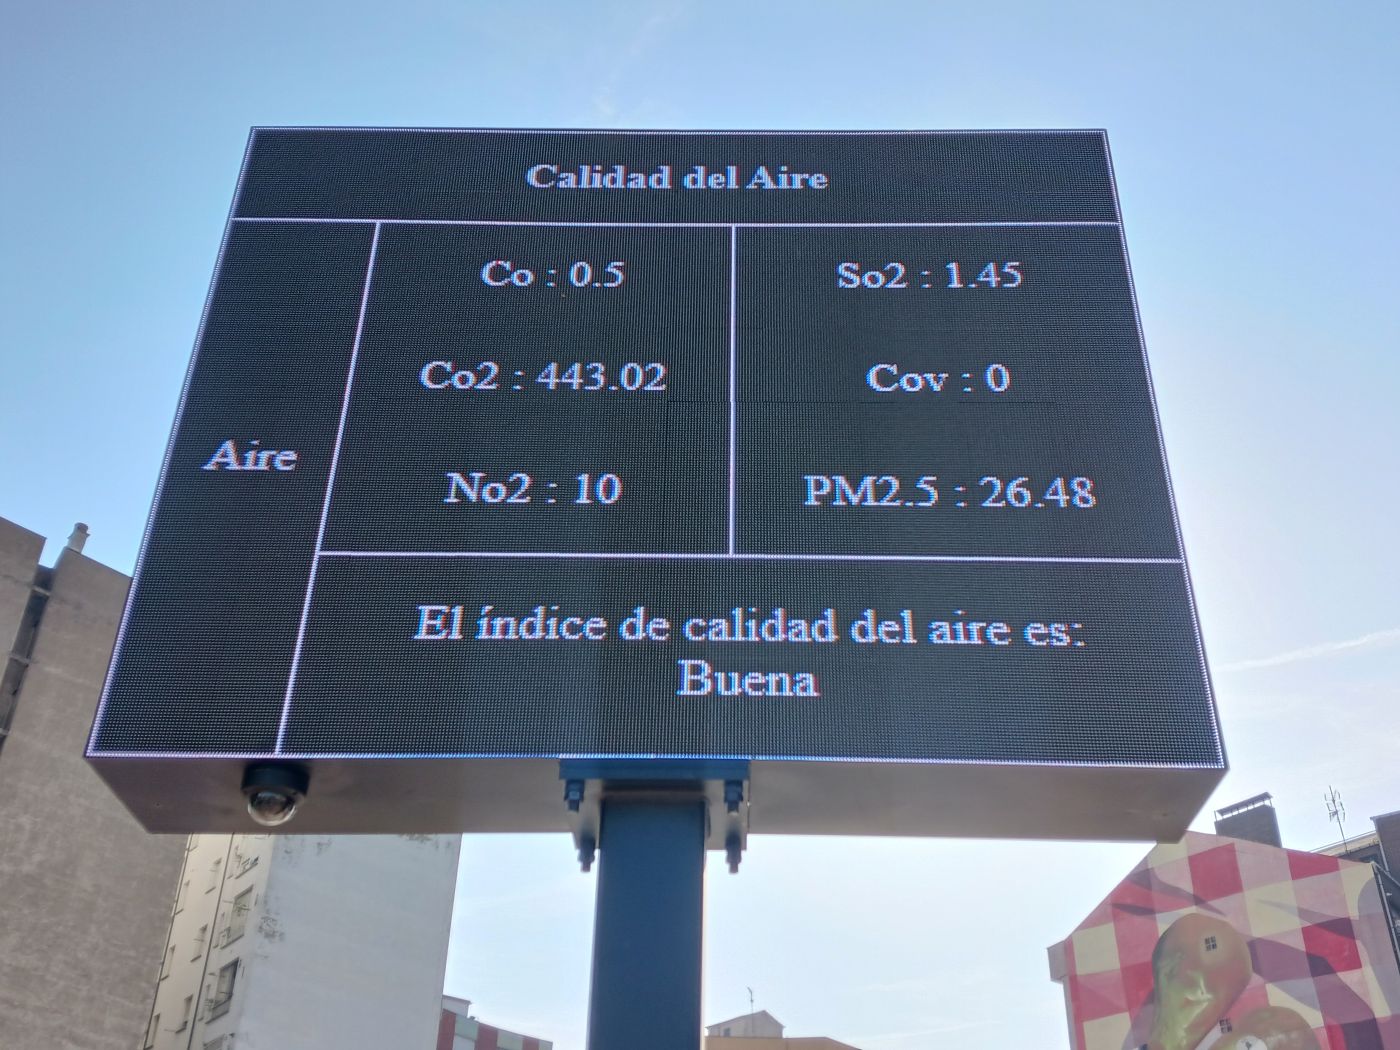 Calidad del Aire
Aire
Co : 0.5
So2 : 1.45
Co2 : 443.02
Cov : 0
No2 : 10
PM2.5 : 26.48
El índice de calidad del aire es:
Buena